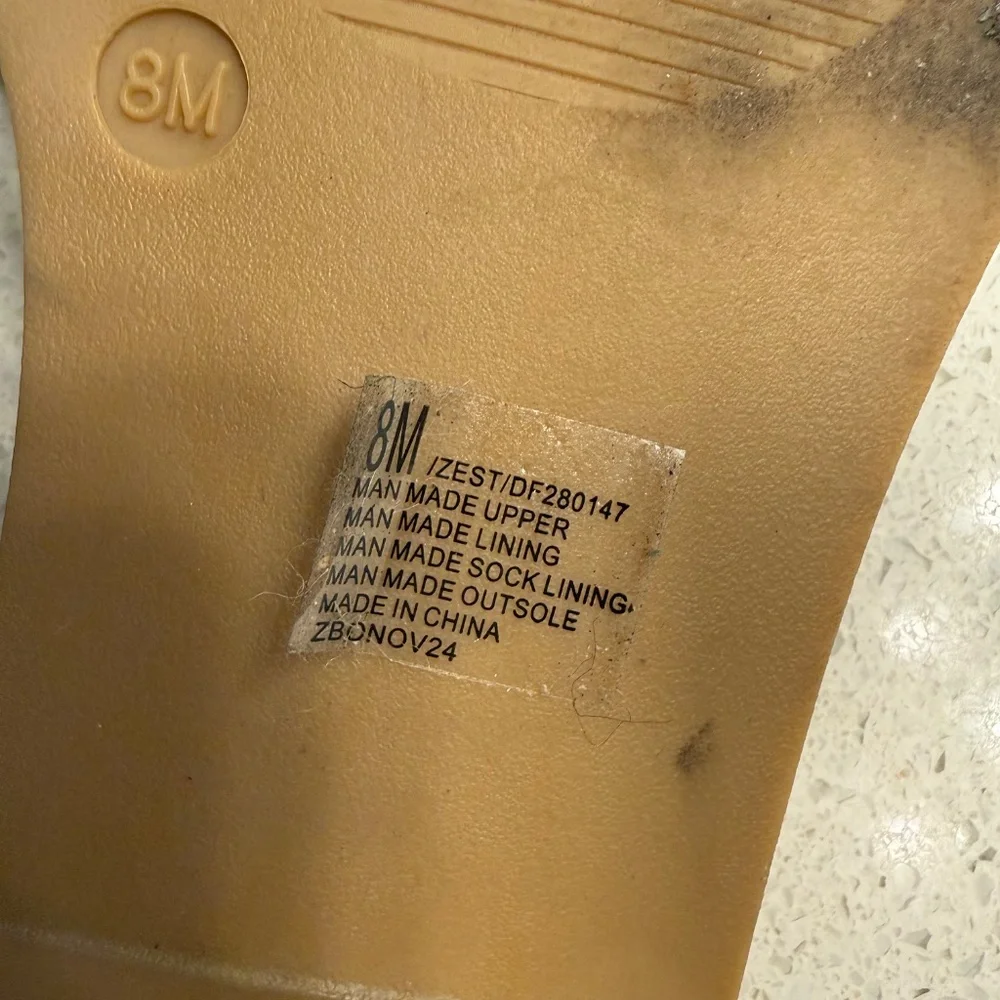 8M
8M /ZEST/DF280147
MAN MADE UPPER
MAN MADE LINING
MAN MADE SOCK LINING
MAN MADE OUTSOLE
MADE IN CHINA
ZBONOV24